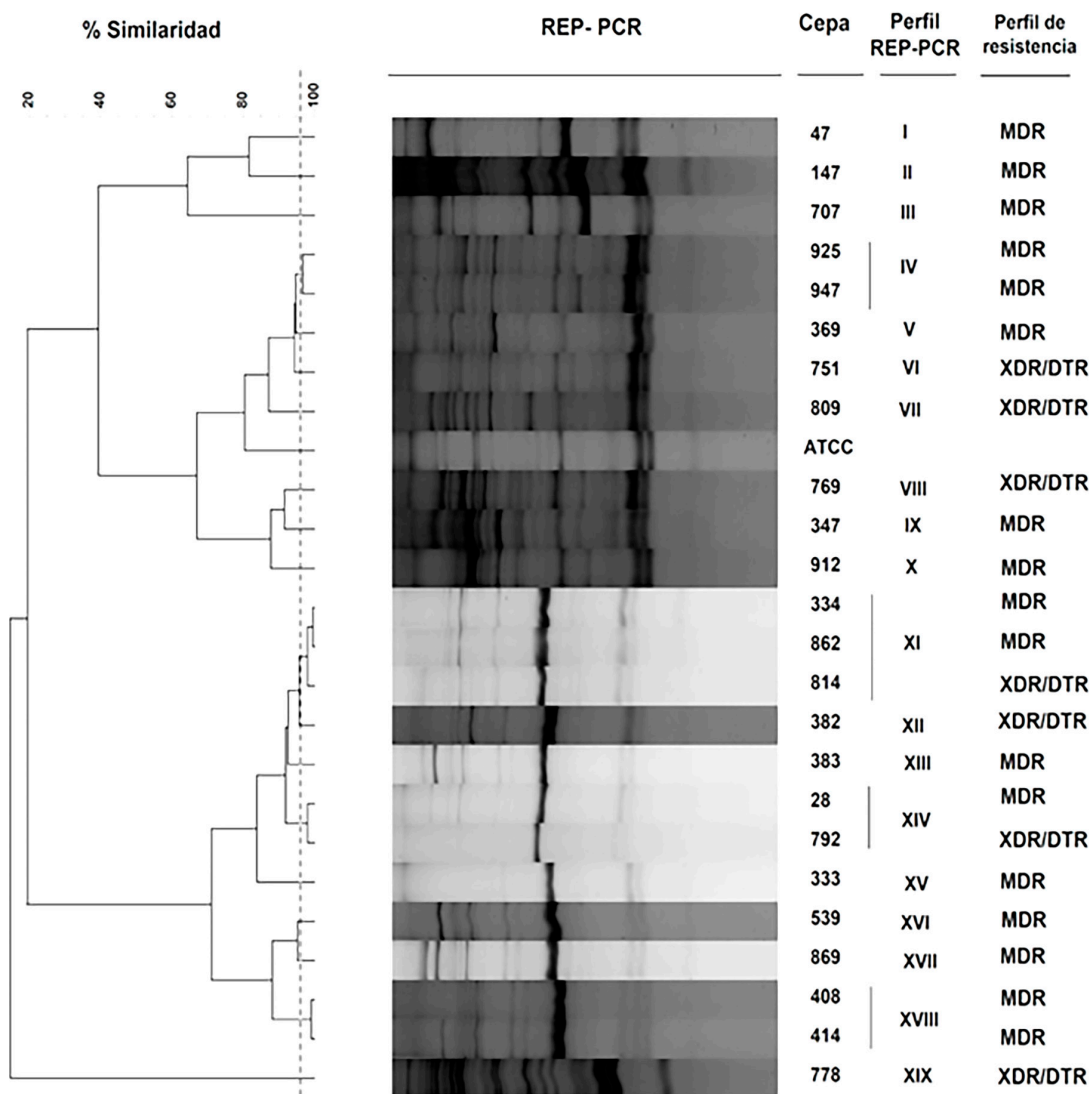 % Similaridad REP- PCR Cepa Perfil REP-PCR Perfil de resistencia
20 40 60 80 100
47 I MDR
147 II MDR
707 III MDR
925 MDR
IV
947 MDR
369 V MDR
751 VI XDR/DTR
809 VII XDR/DTR
ATCC
769 VIII XDR/DTR
347 IX MDR
912 X MDR
334 MDR
862 XI MDR
814 XDR/DTR
382 XII XDR/DTR
383 XIII MDR
28 MDR
XIV
792 XDR/DTR
333 XV MDR
539 XVI MDR
869 XVII MDR
408 MDR
XVIII
414 MDR
778 XIX XDR/DTR